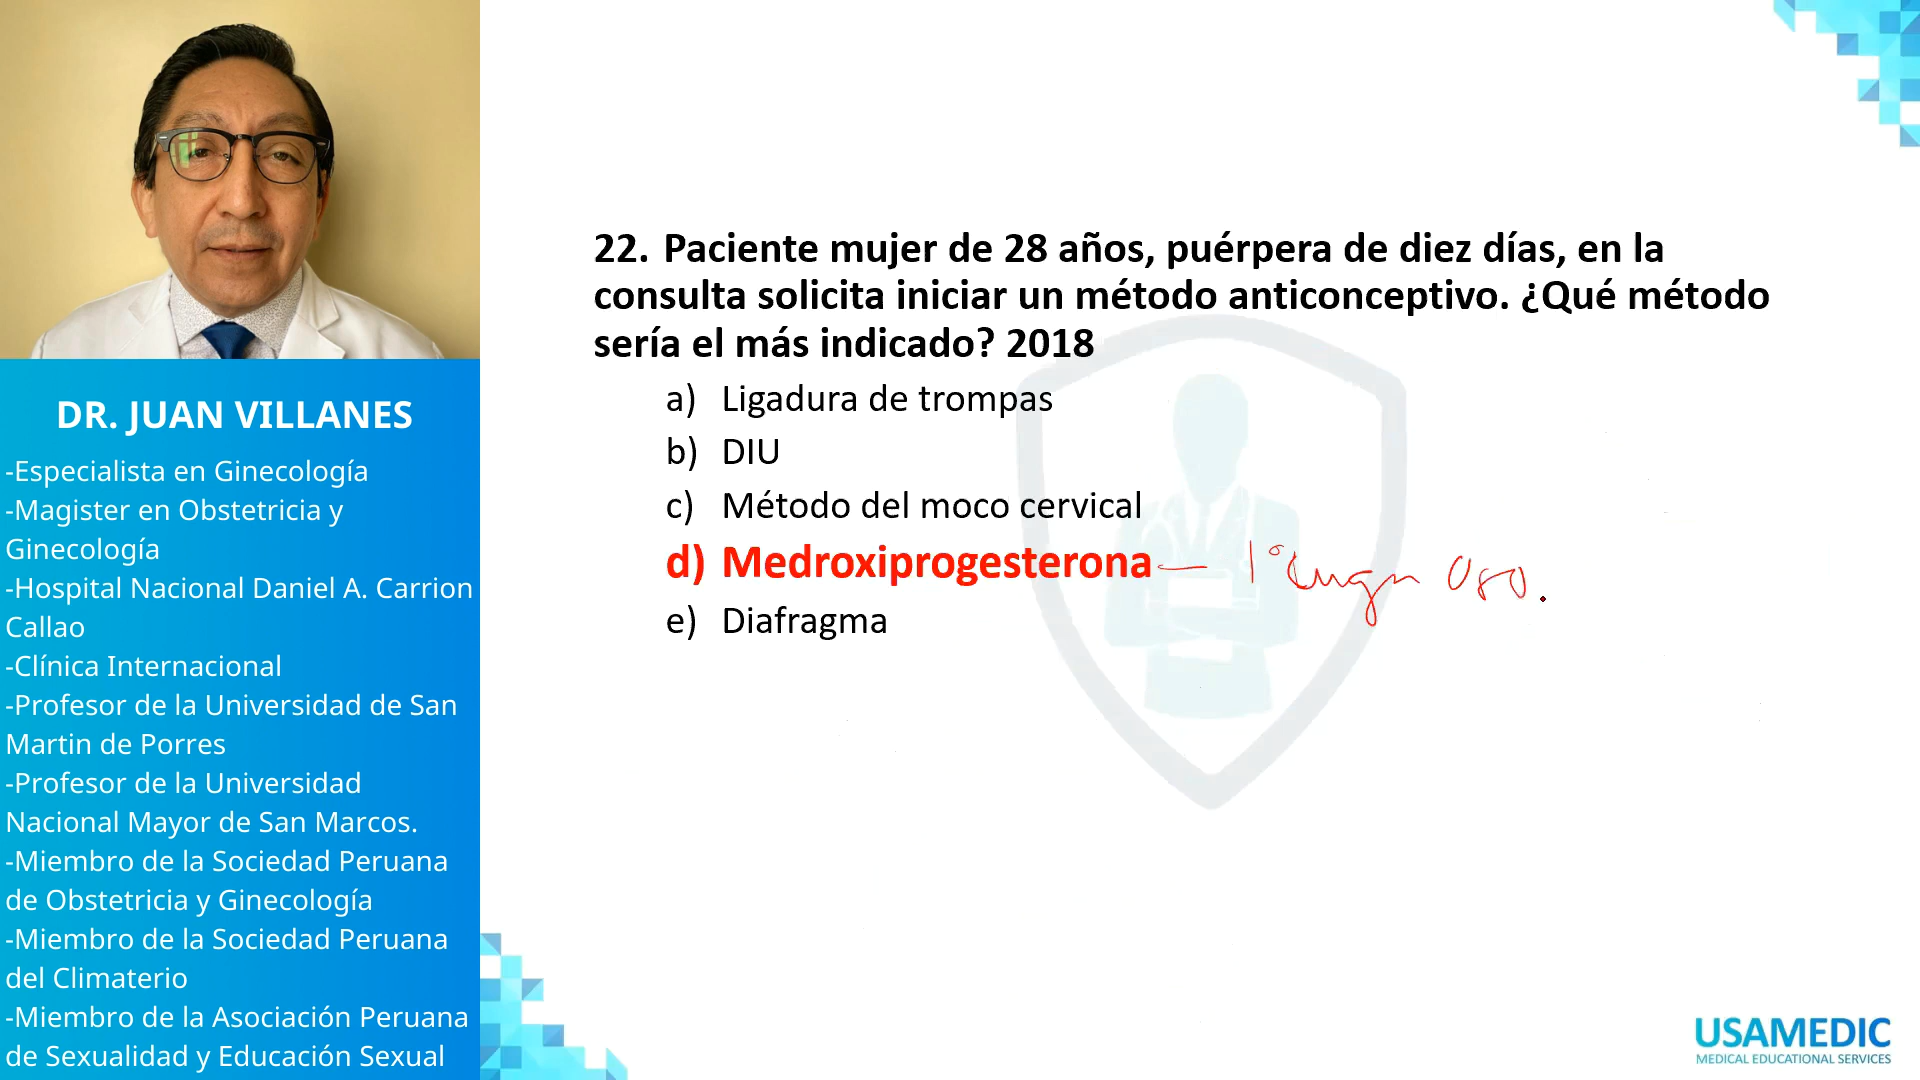 DR. JUAN VILLANES
-Especialista en Ginecología
-Magister en Obstetricia y
Ginecología
-Hospital Nacional Daniel A. Carrion
Callao
-Clínica Internacional
-Profesor de la Universidad de San
Martin de Porres
-Profesor de la Universidad
Nacional Mayor de San Marcos.
-Miembro de la Sociedad Peruana
de Obstetricia y Ginecología
-Miembro de la Sociedad Peruana
del Climaterio
-Miembro de la Asociación Peruana
de Sexualidad y Educación Sexual
22. Paciente mujer de 28 años, puérpera de diez días, en la
consulta solicita iniciar un método anticonceptivo. ¿Qué método
sería el más indicado? 2018
a) Ligadura de trompas
b) DIU
c) Método del moco cervical
d) Medroxiprogesterona — 1°
e) Diafragma
USAMEDIC
MEDICAL EDUCATIONAL SERVICES